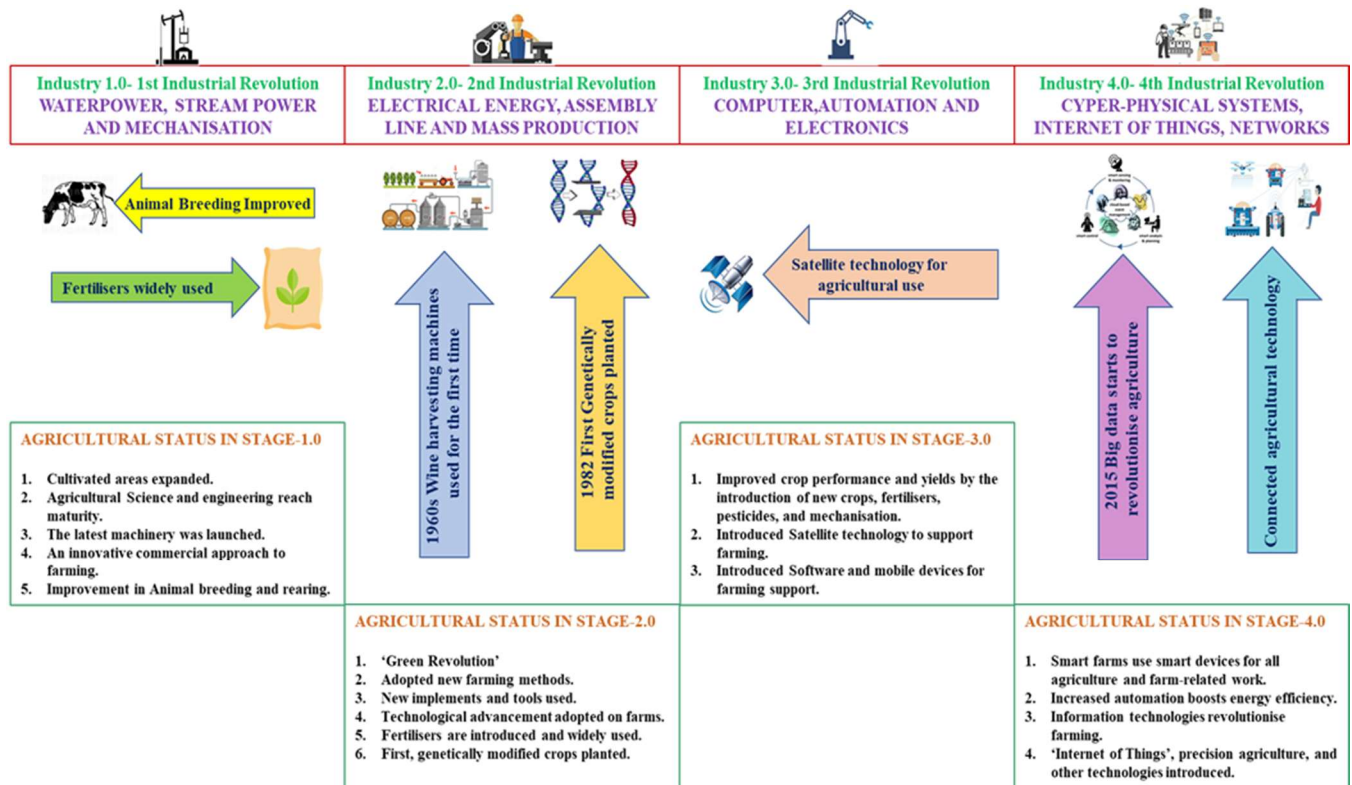 Industry 1.0- 1st Industrial Revolution
WATERPOWER, STREAM POWER
AND MECHANISATION
Industry 2.0- 2nd Industrial Revolution
ELECTRICAL ENERGY, ASSEMBLY
LINE AND MASS PRODUCTION
Industry 3.0- 3rd Industrial Revolution
COMPUTER,AUTOMATION AND
ELECTRONICS
Industry 4.0- 4th Industrial Revolution
CYPER-PHYSICAL SYSTEMS,
INTERNET OF THINGS, NETWORKS
Animal Breeding Improved
Fertilisers widely used
1960s Wine harvesting machines
used for the first time
1982 First Genetically
modified crops planted
Satellite technology for
agricultural use
2015 Big data starts to
revolutionise agriculture
Connected agricultural technology
AGRICULTURAL STATUS IN STAGE-1.0
1. Cultivated areas expanded.
2. Agricultural Science and engineering reach
maturity.
3. The latest machinery was launched.
4. An innovative commercial approach to
farming.
5. Improvement in Animal breeding and rearing.
AGRICULTURAL STATUS IN STAGE-2.0
1. ‘Green Revolution’
2. Adopted new farming methods.
3. New implements and tools used.
4. Technological advancement adopted on farms.
5. Fertilisers are introduced and widely used.
6. First, genetically modified crops planted.
AGRICULTURAL STATUS IN STAGE-3.0
1. Improved crop performance and yields by the
introduction of new crops, fertilisers,
pesticides, and mechanisation.
2. Introduced Satellite technology to support
farming.
3. Introduced Software and mobile devices for
farming support.
AGRICULTURAL STATUS IN STAGE-4.0
1. Smart farms use smart devices for all
agriculture and farm-related work.
2. Increased automation boosts energy efficiency.
3. Information technologies revolutionise
farming.
4. ‘Internet of Things’, precision agriculture, and
other technologies introduced.